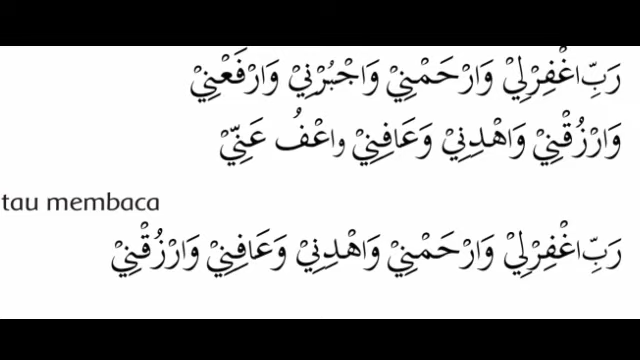 رَبِّ اغْفِرْلِيْ وَارْحَمْنِيْ وَاجْبُرْنِيْ وَارْفَعْنِيْ
وَارْزُقْنِيْ وَاهْدِنِيْ وَعَافِنِيْ وَاعْفُ عَنِّيْ
tau membaca
رَبِّ اغْفِرْلِيْ وَارْحَمْنِيْ وَاهْدِنِيْ وَعَافِنِيْ وَارْزُقْنِيْ